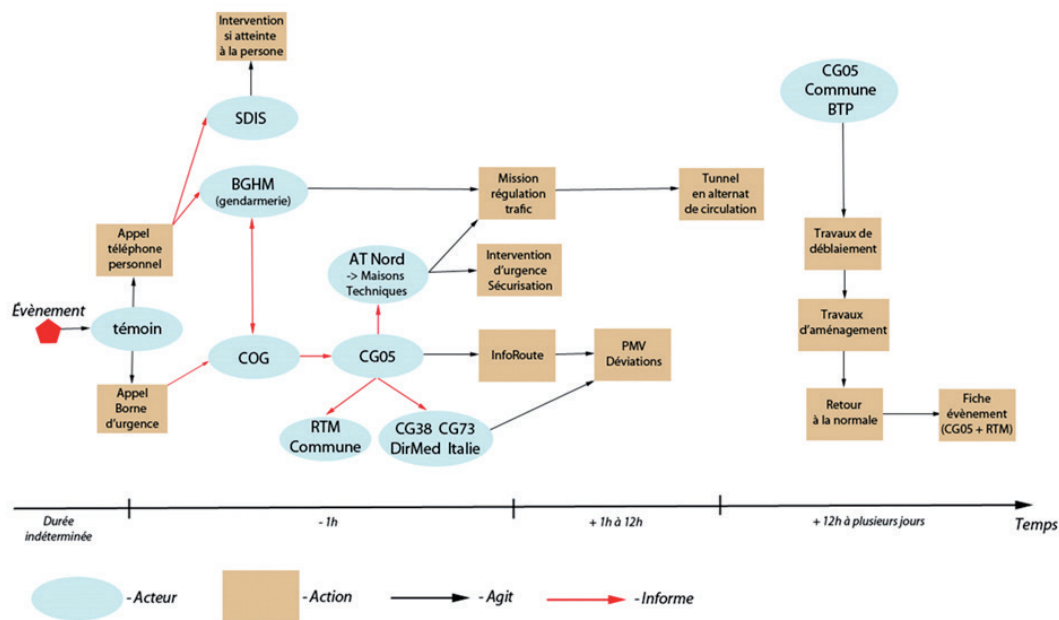 Intervention
si atteinte
à la persone
SDIS
BGHM
(gendarmerie)
Appel
téléphone
personnel
Évènement
témoin
Appel
Borne
d'urgence
COG
CG05
AT Nord
-> Maisons
Techniques
RTM
Commune
CG38 CG73
DirMed Italie
Mission
régulation
trafic
Intervention
d'urgence
Sécurisation
InfoRoute
PMV
Déviations
Tunnel
en alternat
de circulation
CG05
Commune
BTP
Travaux de
déblaiement
Travaux
d'aménagement
Retour
à la normale
Fiche
évènement
(CG05 + RTM)
Durée
indéterminée
- 1h
+ 1h à 12h
+ 12h à plusieurs jours
Temps
- Acteur
- Action
- Agit
- Informe